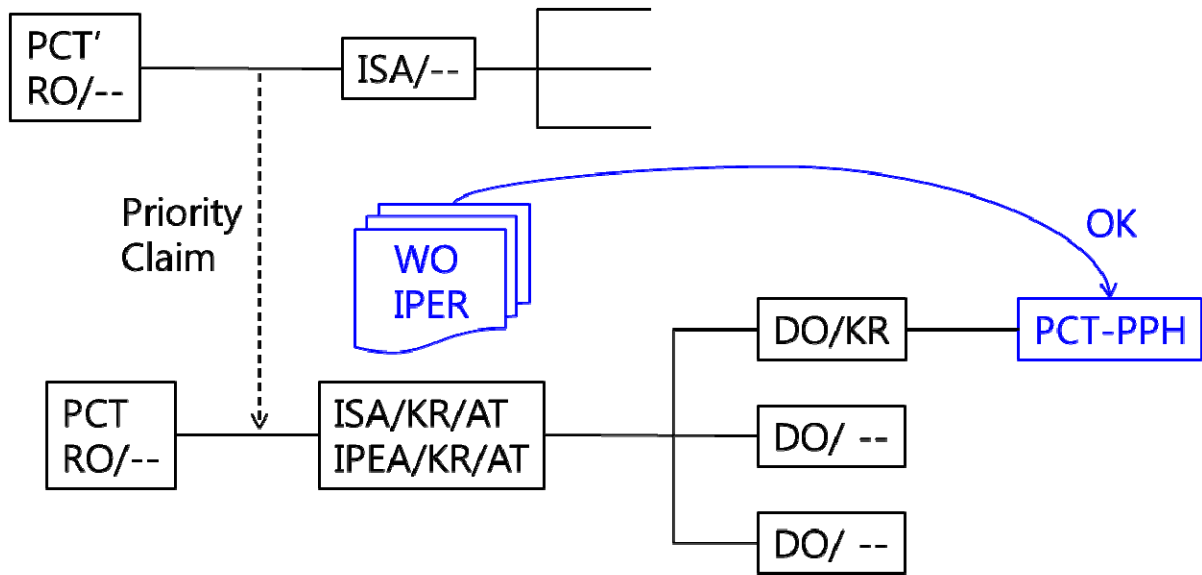 PCT'
RO/--
ISA/--
Priority
Claim
WO
IPER
OK
DO/KR
PCT-PPH
PCT
RO/--
ISA/KR/AT
IPEA/KR/AT
DO/ --
DO/ --